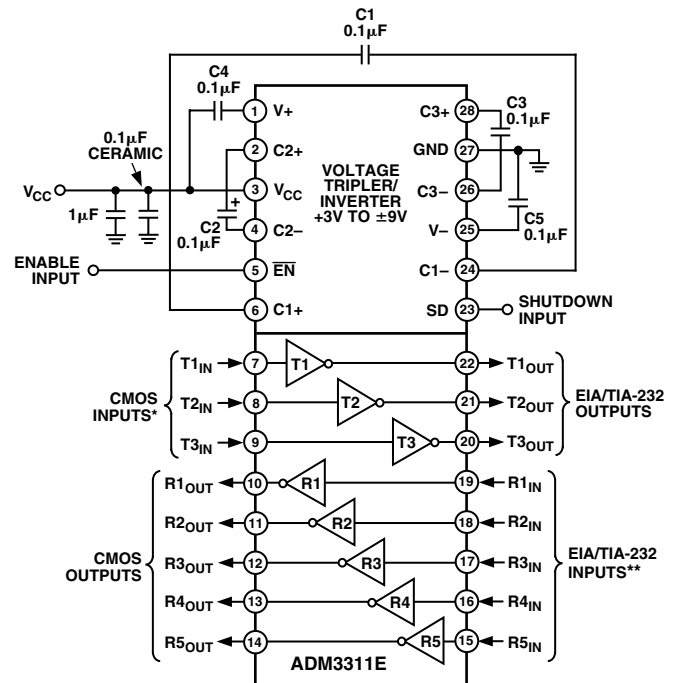 C1
0.1μF
C4
0.1μF
1
V+
2
C2+
3
VCC
4
C2–
5
EN
6
C1+
C3+
28
GND
27
C3–
26
V–
25
C1–
24
SD
23
C3
0.1μF
C5
0.1μF
VOLTAGE
TRIPLER/
INVERTER
+3V TO ±9V
0.1μF
CERAMIC
VCC
1μF
+
C2
0.1μF
ENABLE
INPUT
SHUTDOWN
INPUT
CMOS
INPUTS*
T1IN
7
T1
22
T1OUT
T2IN
8
T2
21
T2OUT
T3IN
9
T3
20
T3OUT
EIA/TIA-232
OUTPUTS
CMOS
OUTPUTS
R1OUT
10
R1
19
R1IN
R2OUT
11
R2
18
R2IN
R3OUT
12
R3
17
R3IN
R4OUT
13
R4
16
R4IN
R5OUT
14
R5
15
R5IN
EIA/TIA-232
INPUTS**
ADM3311E